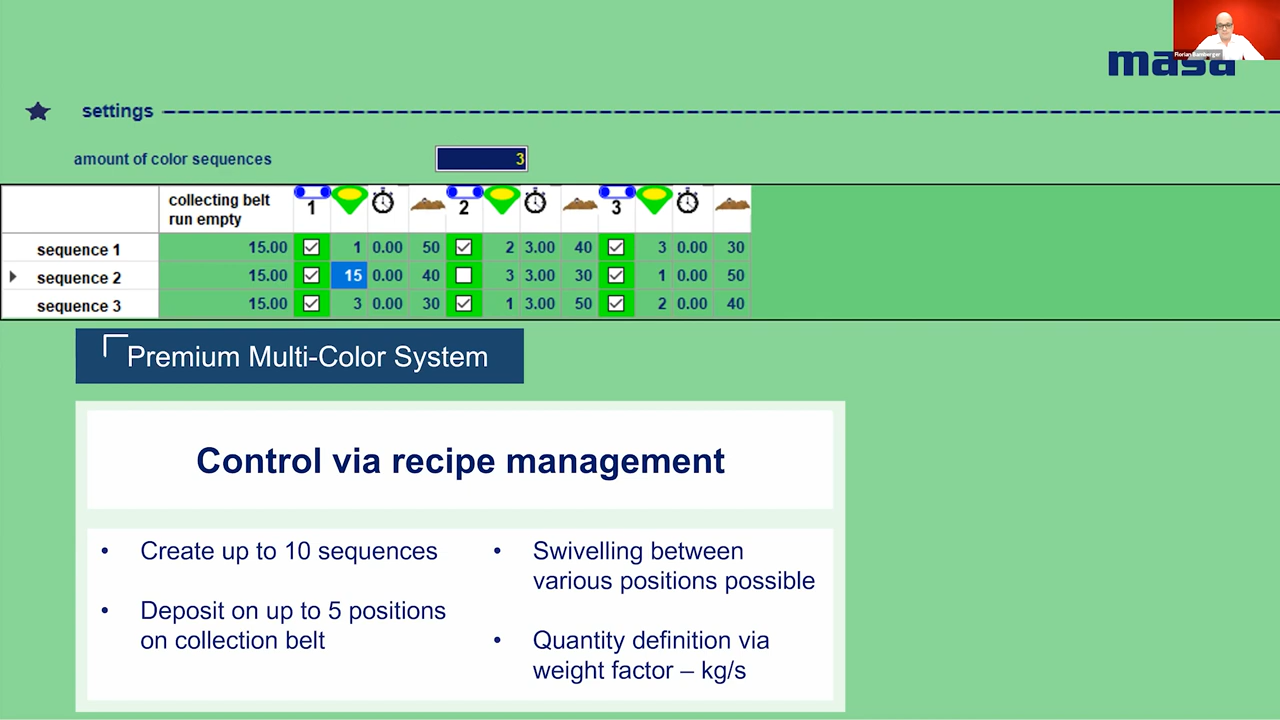 Florian Bamberger
masa
settings
amount of color sequences 3
collecting belt 1 2 3
run empty
sequence 1 15.00 1 0.00 50 2 3.00 40 3 0.00 30
sequence 2 15.00 15 0.00 40 3 3.00 30 1 0.00 50
sequence 3 15.00 3 0.00 30 1 3.00 50 2 0.00 40
Premium Multi-Color System
Control via recipe management
• Create up to 10 sequences
• Deposit on up to 5 positions
on collection belt
• Swivelling between
various positions possible
• Quantity definition via
weight factor – kg/s